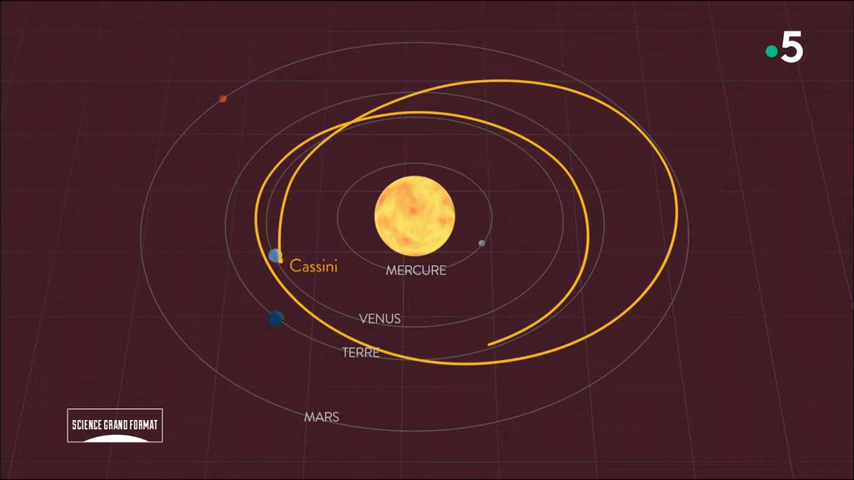 5
Cassini
MERCURE
VENUS
TERRE
MARS
SCIENCE GRAND FORMAT